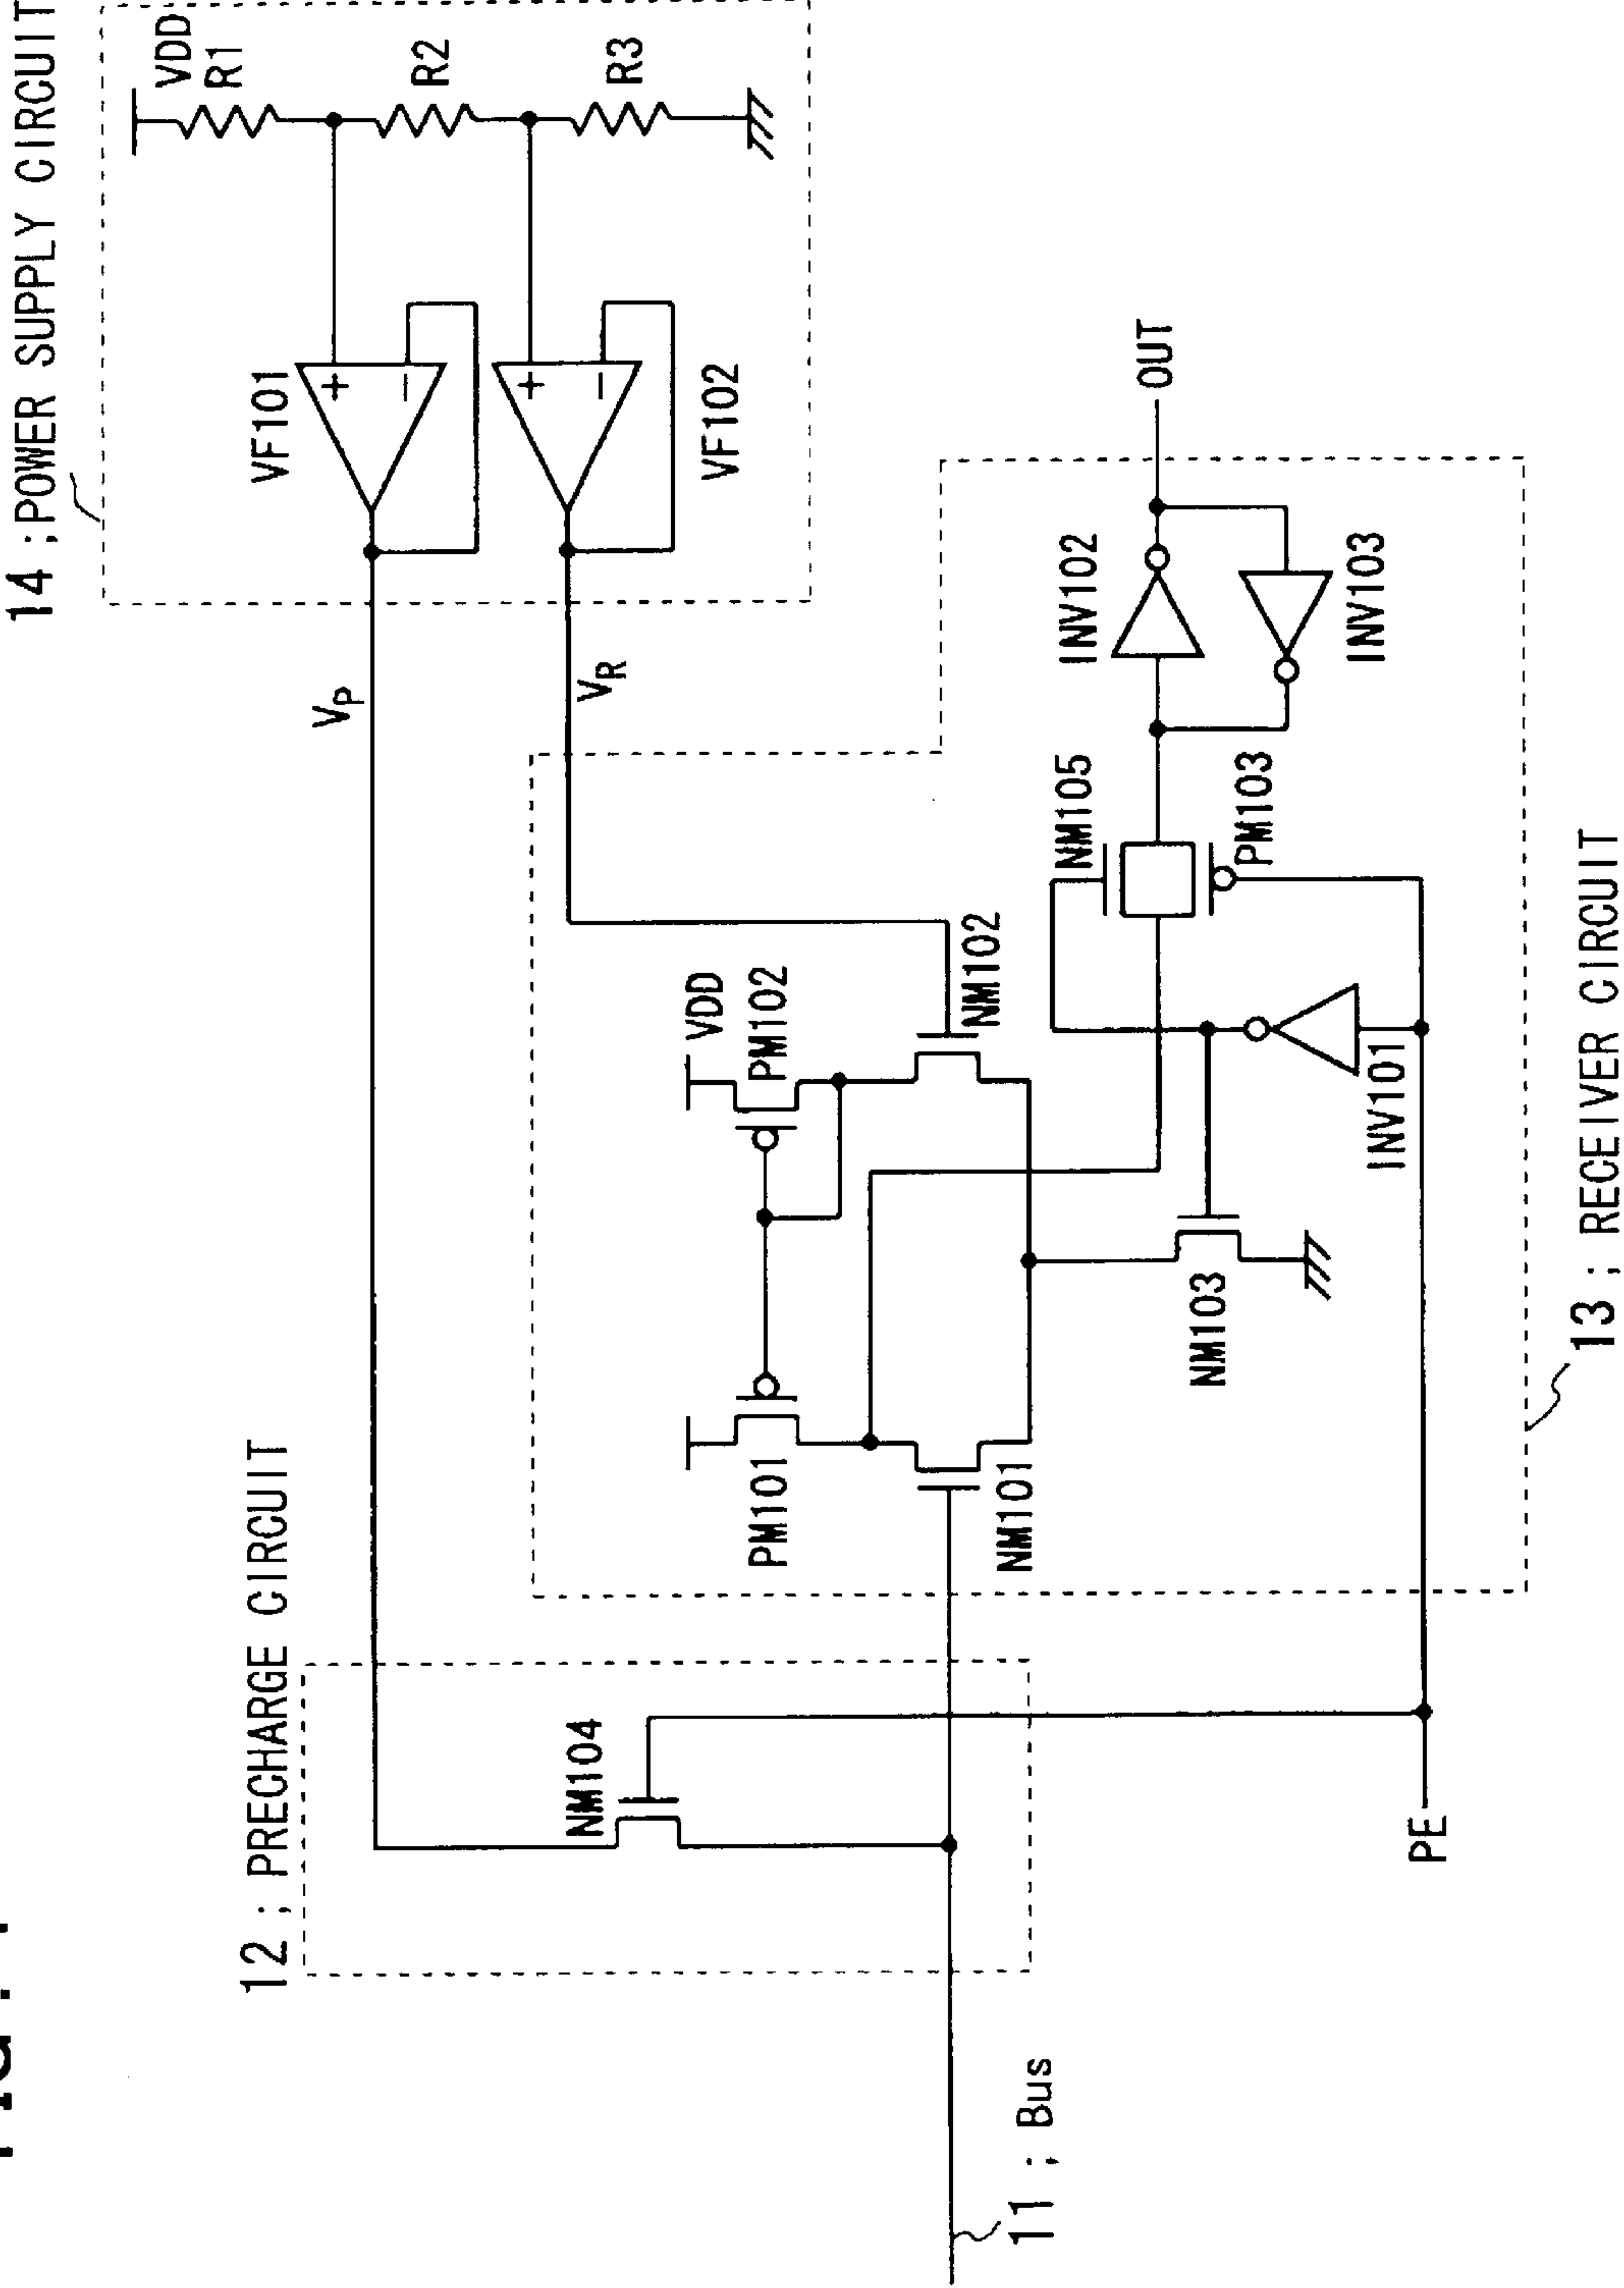 14 ; POWER SUPPLY CIRCUIT
VDD
R1
R2
R3
VF101
+
−
VF102
+
−
VP
VR
12 ; PRECHARGE CIRCUIT
NM104
VDD
PM102
PM101
NM102
NM101
NM105
PM103
INV102
INV103
OUT
NM103
INV101
PE
13 ; RECEIVER CIRCUIT
11 ; Bus